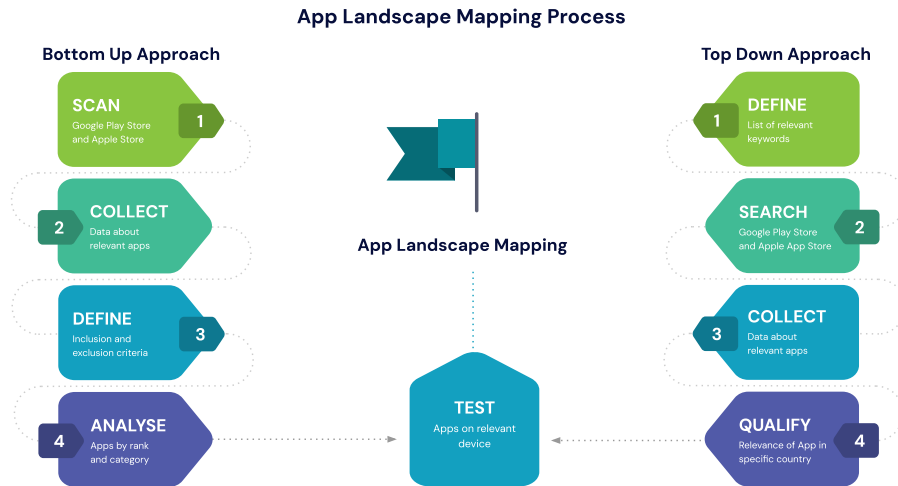 App Landscape Mapping Process
Bottom Up Approach
SCAN
Google Play Store
and Apple Store
1
COLLECT
Data about
relevant apps
2
DEFINE
Inclusion and
exclusion criteria
3
ANALYSE
Apps by rank
and category
4
App Landscape Mapping
TEST
Apps on relevant
device
Top Down Approach
1
DEFINE
List of relevant
keywords
SEARCH
Google Play Store
and Apple App Store
2
3
COLLECT
Data about
relevant apps
QUALIFY
Relevance of App in
specific country
4